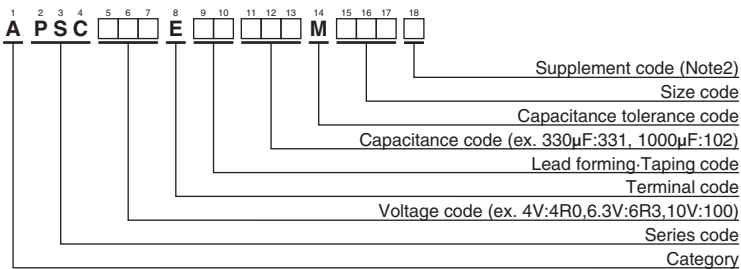 1 2 3 4 5 6 7 8 9 10 11 12 13 14 15 16 17 18
A P S C E M
Supplement code (Note2)
Size code
Capacitance tolerance code
Capacitance code (ex. 330μF:331, 1000μF:102)
Lead forming·Taping code
Terminal code
Voltage code (ex. 4V:4R0,6.3V:6R3,10V:100)
Series code
Category